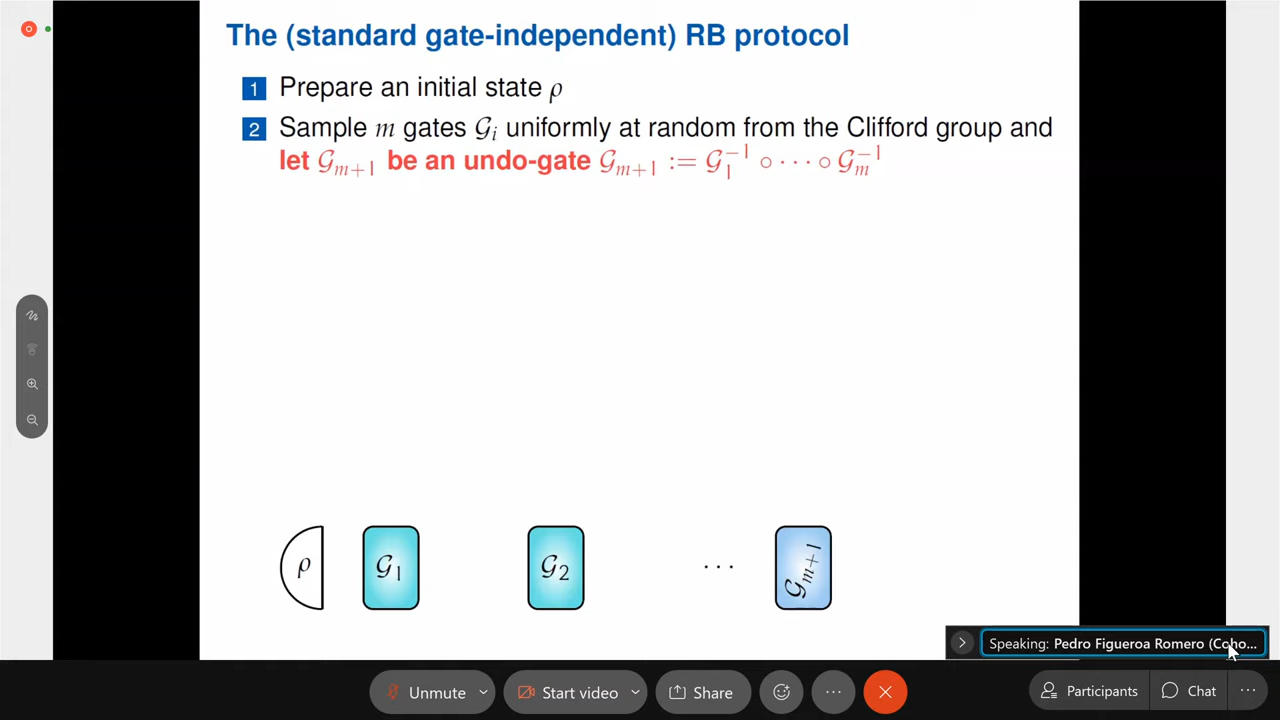 The (standard gate-independent) RB protocol
1 Prepare an initial state ρ
2 Sample m gates 𝒢ᵢ uniformly at random from the Clifford group and
let 𝒢ₘ₊₁ be an undo-gate 𝒢ₘ₊₁ := 𝒢₁⁻¹ ∘ ··· ∘ 𝒢ₘ⁻¹
ρ 𝒢₁ 𝒢₂ ··· 𝒢ₘ₊₁
Speaking: Pedro Figueroa Romero (Coho...
Unmute Start video Share Participants Chat